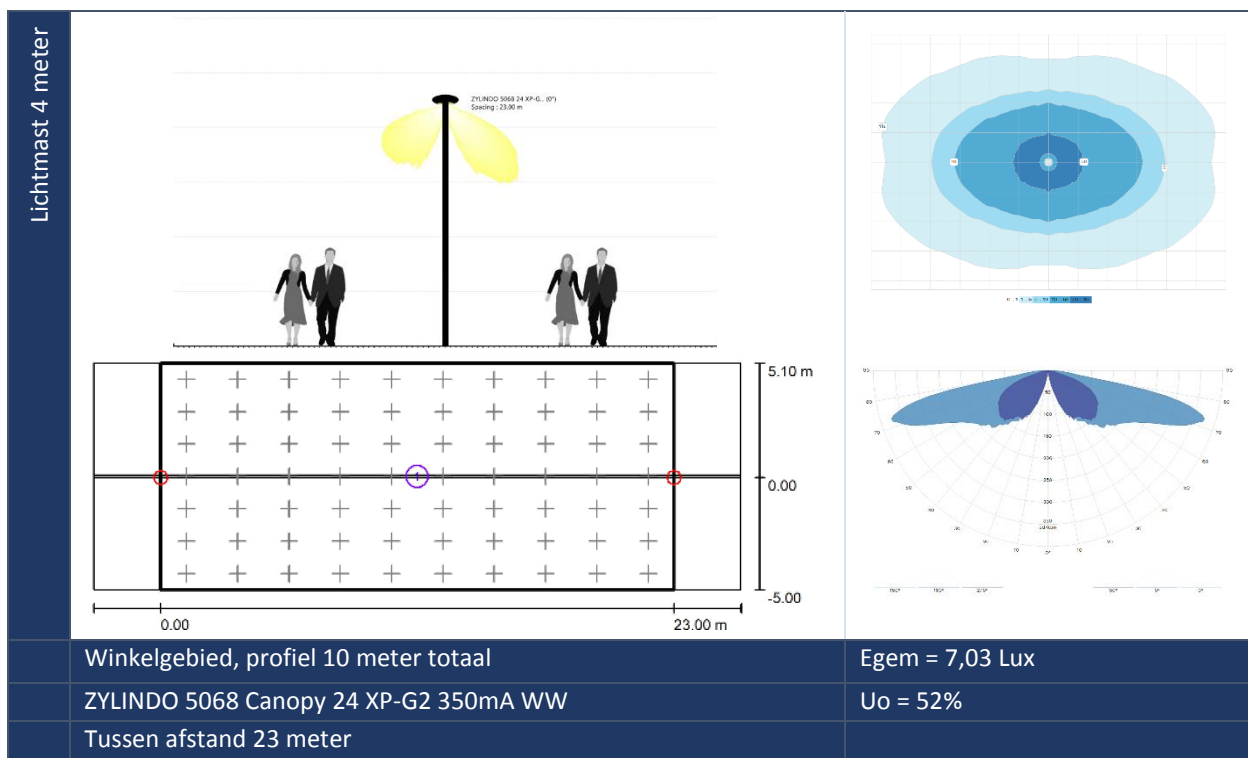 Lichtmast 4 meter
ZYLINDO 5068 24 XP-G.. (0°)
Spacing : 23.00 m
5.10 m
0.00
-5.00
0.00
23.00 m
Winkelgebied, profiel 10 meter totaal
Egem = 7,03 Lux
ZYLINDO 5068 Canopy 24 XP-G2 350mA WW
Uo = 52%
Tussen afstand 23 meter